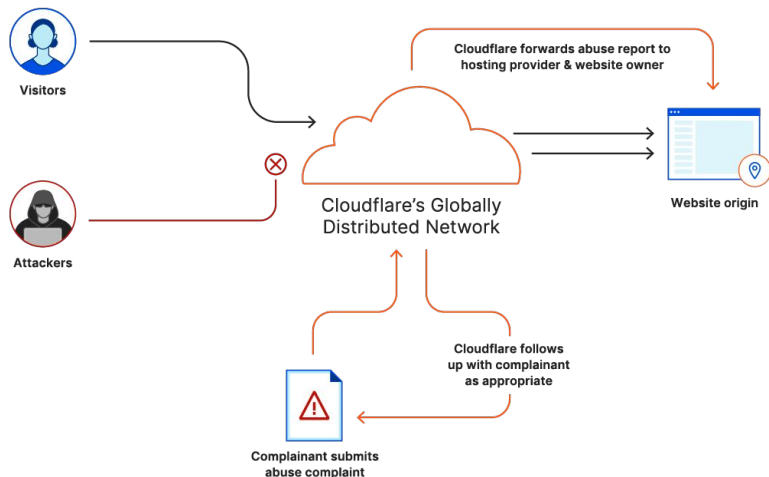 Cloudflare forwards abuse report to
hosting provider & website owner
Visitors
Website origin
Cloudflare's Globally
Distributed Network
Attackers
Cloudflare follows
up with complainant
as appropriate
Complainant submits
abuse complaint